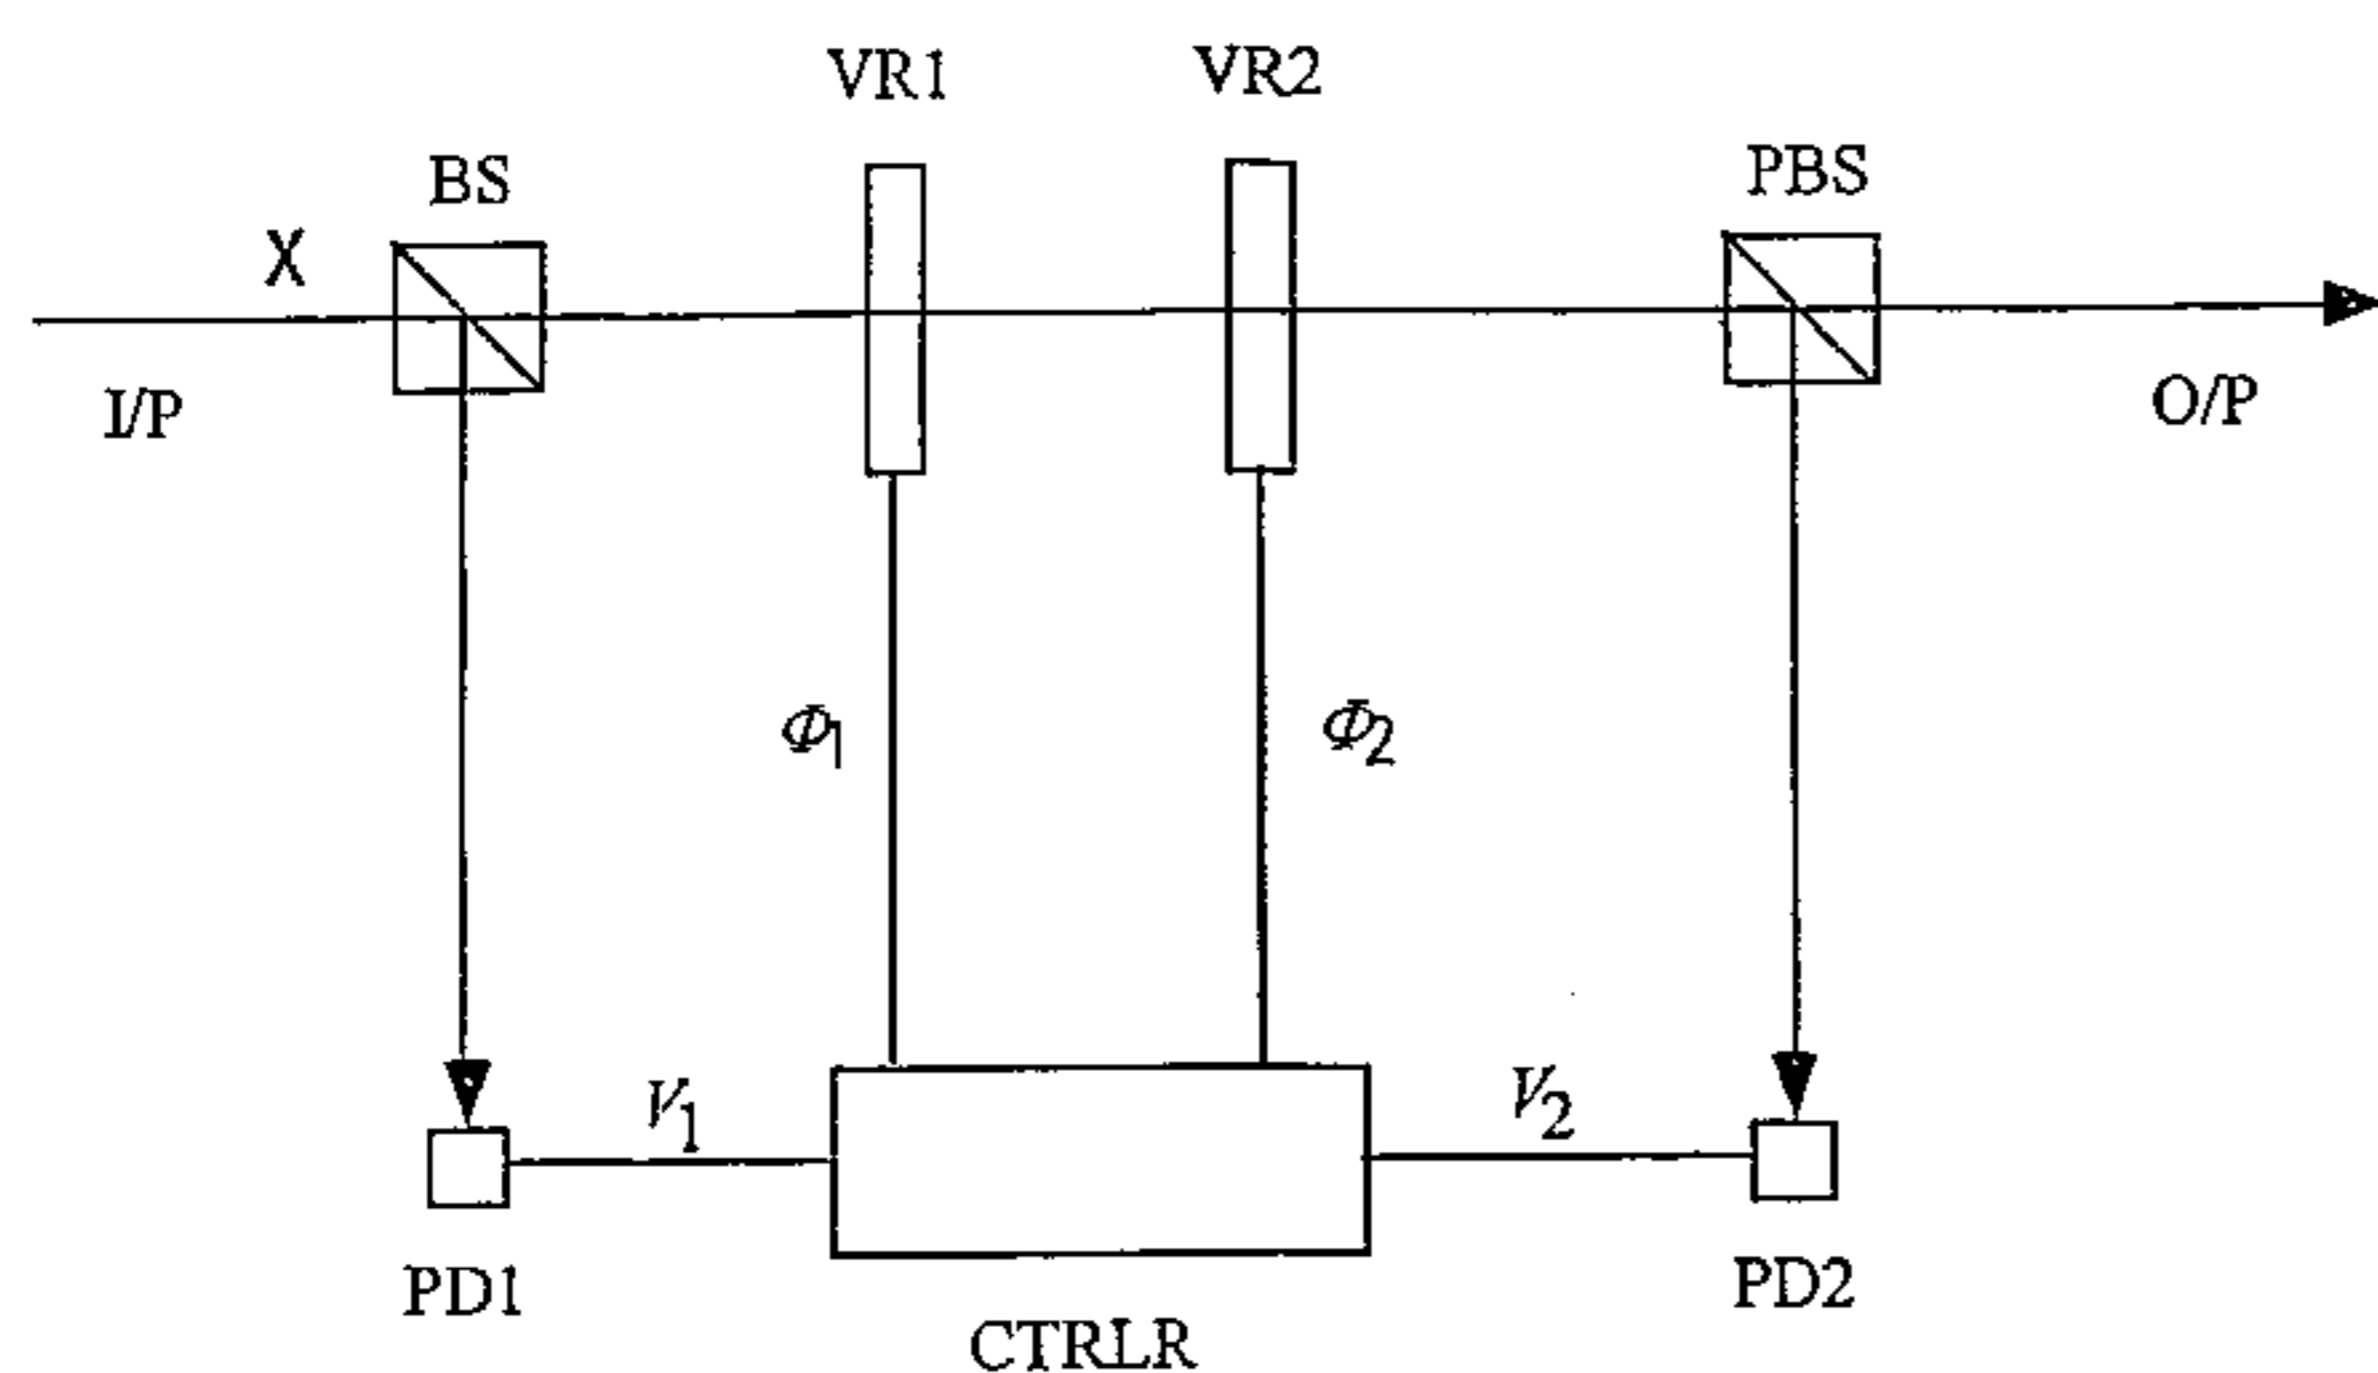 VR1
VR2
BS
PBS
X
I/P
O/P
Φ1
Φ2
V1
V2
PD1
PD2
CTRLR